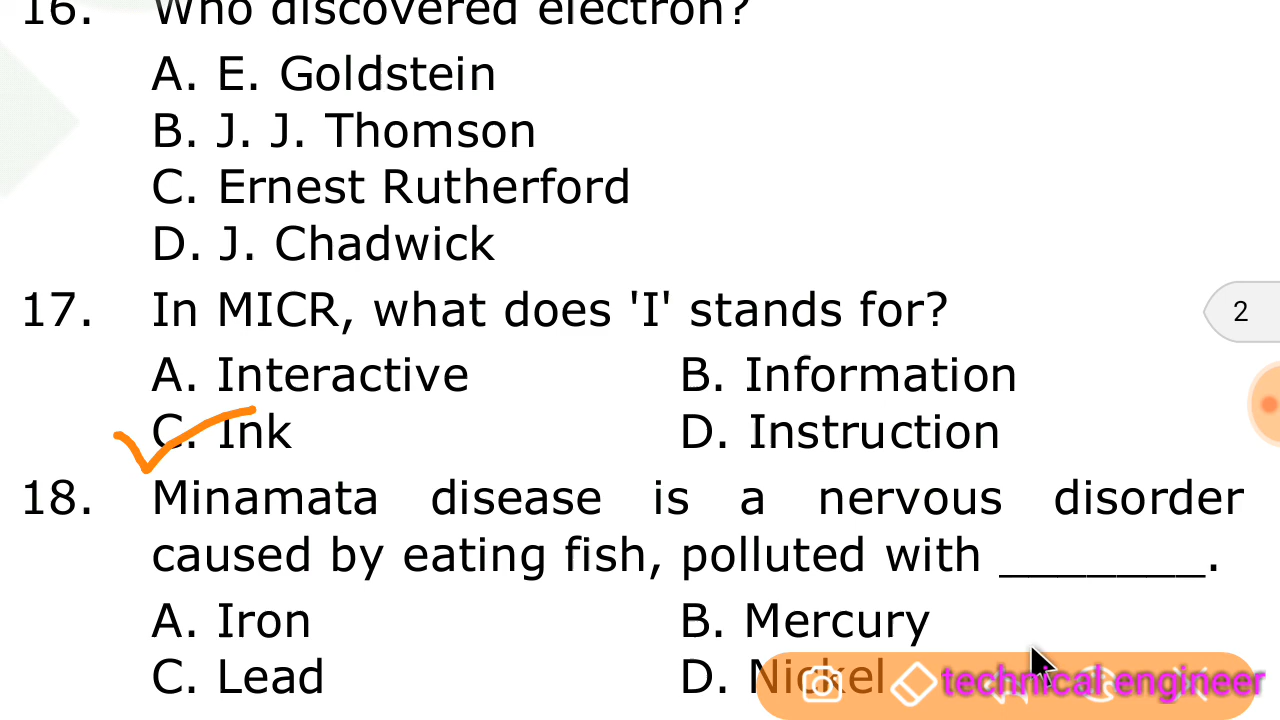 16. Who discovered electron?
A. E. Goldstein
B. J. J. Thomson
C. Ernest Rutherford
D. J. Chadwick
17. In MICR, what does 'I' stands for?
A. Interactive B. Information
C. Ink D. Instruction
2
18. Minamata disease is a nervous disorder
caused by eating fish, polluted with _______.
A. Iron B. Mercury
C. Lead D. Nickel
technical engineer